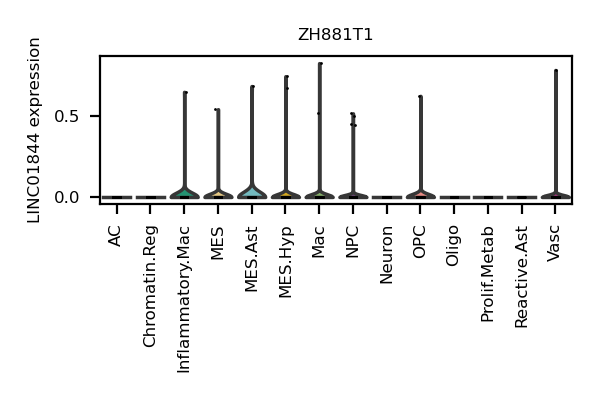 ZH881T1
LINC01844 expression
0.5
0.0
AC
Chromatin.Reg
Inflammatory.Mac
MES
MES.Ast
MES.Hyp
Mac
NPC
Neuron
OPC
Oligo
Prolif.Metab
Reactive.Ast
Vasc